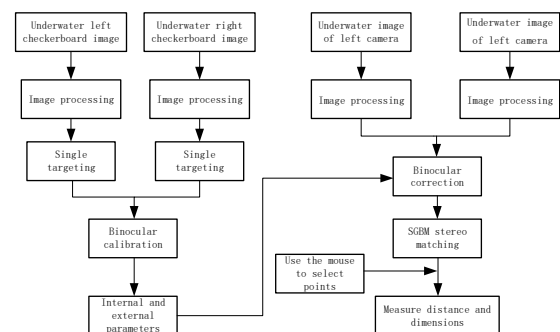 Underwater left
checkerboard image
Underwater right
checkerboard image
Underwater image
of left camera
Underwater image
of left camera
Image processing
Image processing
Image processing
Image processing
Single
targeting
Single
targeting
Binocular
correction
Binocular
calibration
SGBM stereo
matching
Use the mouse
to select
points
Internal and
external
parameters
Measure distance and
dimensions